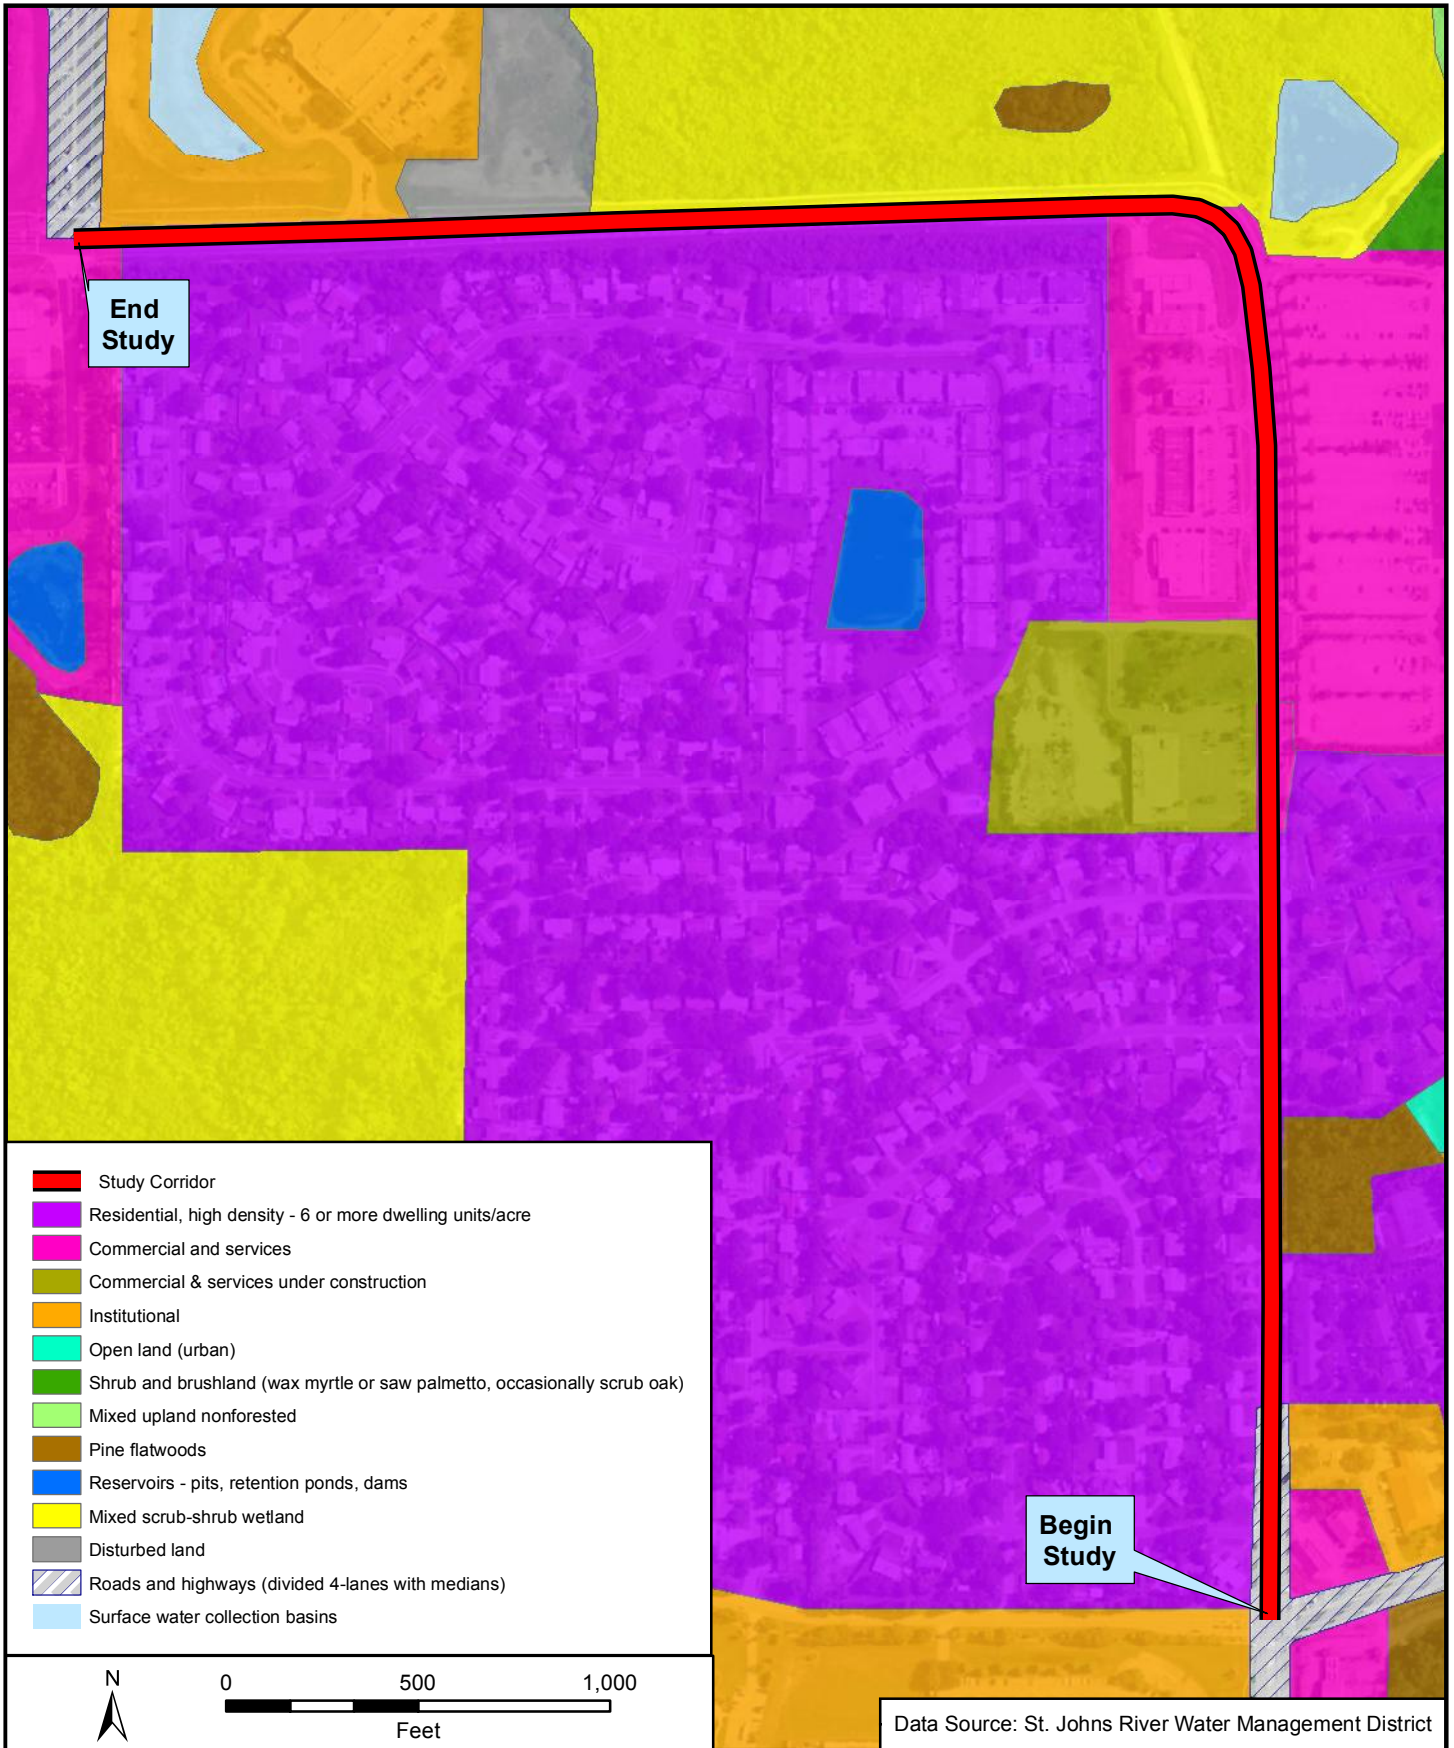 End
Study
Study Corridor
Residential, high density - 6 or more dwelling units/acre
Commercial and services
Commercial & services under construction
Institutional
Open land (urban)
Shrub and brushland (wax myrtle or saw palmetto, occasionally scrub oak)
Mixed upland nonforested
Pine flatwoods
Reservoirs - pits, retention ponds, dams
Mixed scrub-shrub wetland
Disturbed land
Roads and highways (divided 4-lanes with medians)
Surface water collection basins
Begin
Study
N
0 500 1,000
Feet
Data Source: St. Johns River Water Management District